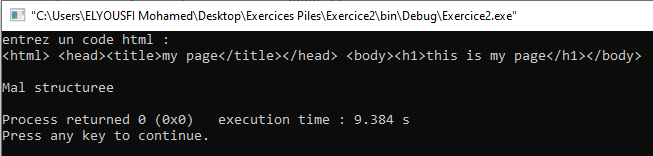 "C:\Users\ELYOUSFI Mohamed\Desktop\Exercices Piles\Exercice2\bin\Debug\Exercice2.exe"
entrez un code html :
<html> <head><title>my page</title></head> <body><h1>this is my page</h1></body>
Mal structuree
Process returned 0 (0x0)   execution time : 9.384 s
Press any key to continue.